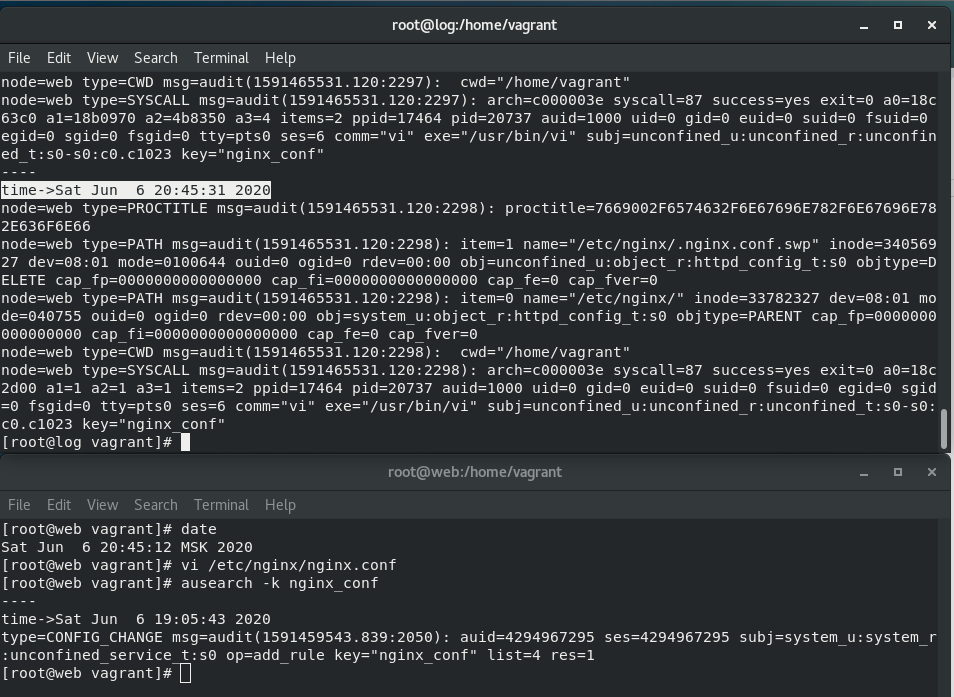 root@log:/home/vagrant
File Edit View Search Terminal Help
node=web type=CWD msg=audit(1591465531.120:2297):  cwd="/home/vagrant"
node=web type=SYSCALL msg=audit(1591465531.120:2297): arch=c000003e syscall=87 success=yes exit=0 a0=18c
63c0 a1=18b0970 a2=4b8350 a3=4 items=2 ppid=17464 pid=20737 auid=1000 uid=0 gid=0 euid=0 suid=0 fsuid=0
egid=0 sgid=0 fsgid=0 tty=pts0 ses=6 comm="vi" exe="/usr/bin/vi" subj=unconfined_u:unconfined_r:unconfin
ed_t:s0-s0:c0.c1023 key="nginx_conf"
----
time->Sat Jun  6 20:45:31 2020
node=web type=PROCTITLE msg=audit(1591465531.120:2298): proctitle=7669002F6574632F6E67696E782F6E67696E78
2E636F6E66
node=web type=PATH msg=audit(1591465531.120:2298): item=1 name="/etc/nginx/.nginx.conf.swp" inode=340569
27 dev=08:01 mode=0100644 ouid=0 ogid=0 rdev=00:00 obj=unconfined_u:object_r:httpd_config_t:s0 objtype=D
ELETE cap_fp=0000000000000000 cap_fi=0000000000000000 cap_fe=0 cap_fver=0
node=web type=PATH msg=audit(1591465531.120:2298): item=0 name="/etc/nginx/" inode=33782327 dev=08:01 mo
de=040755 ouid=0 ogid=0 rdev=00:00 obj=system_u:object_r:httpd_config_t:s0 objtype=PARENT cap_fp=0000000
000000000 cap_fi=0000000000000000 cap_fe=0 cap_fver=0
node=web type=CWD msg=audit(1591465531.120:2298):  cwd="/home/vagrant"
node=web type=SYSCALL msg=audit(1591465531.120:2298): arch=c000003e syscall=87 success=yes exit=0 a0=18c
2d00 a1=1 a2=1 a3=1 items=2 ppid=17464 pid=20737 auid=1000 uid=0 gid=0 euid=0 suid=0 fsuid=0 egid=0 sgid
=0 fsgid=0 tty=pts0 ses=6 comm="vi" exe="/usr/bin/vi" subj=unconfined_u:unconfined_r:unconfined_t:s0-s0:
c0.c1023 key="nginx_conf"
[root@log vagrant]#
root@web:/home/vagrant
File Edit View Search Terminal Help
[root@web vagrant]# date
Sat Jun  6 20:45:12 MSK 2020
[root@web vagrant]# vi /etc/nginx/nginx.conf
[root@web vagrant]# ausearch -k nginx_conf
----
time->Sat Jun  6 19:05:43 2020
type=CONFIG_CHANGE msg=audit(1591459543.839:2050): auid=4294967295 ses=4294967295 subj=system_u:system_r
:unconfined_service_t:s0 op=add_rule key="nginx_conf" list=4 res=1
[root@web vagrant]#